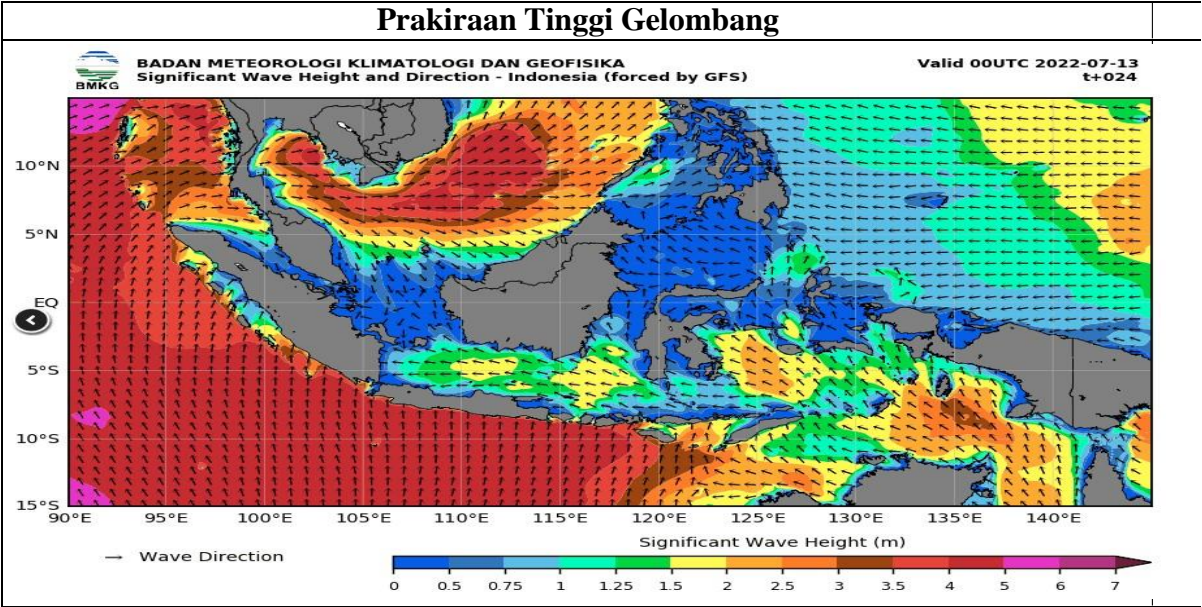 Prakiraan Tinggi Gelombang
BMKG
BADAN METEOROLOGI KLIMATOLOGI DAN GEOFISIKA
Significant Wave Height and Direction - Indonesia (forced by GFS)
Valid 00UTC 2022-07-13
t+024
10°N
5°N
EQ
5°S
10°S
15°S
90°E 95°E 100°E 105°E 110°E 115°E 120°E 125°E 130°E 135°E 140°E
Wave Direction
Significant Wave Height (m)
0 0.5 0.75 1 1.25 1.5 2 2.5 3 3.5 4 5 6 7